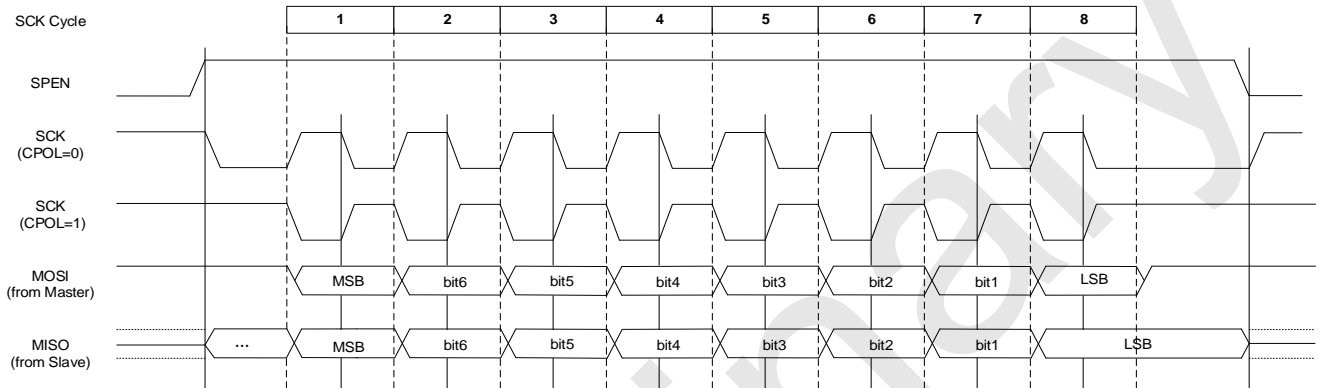 SCK Cycle 1 2 3 4 5 6 7 8
SPEN
SCK
(CPOL=0)
SCK
(CPOL=1)
MOSI
(from Master)
MSB bit6 bit5 bit4 bit3 bit2 bit1 LSB
MISO
(from Slave)
... MSB bit6 bit5 bit4 bit3 bit2 bit1 LSB
inary